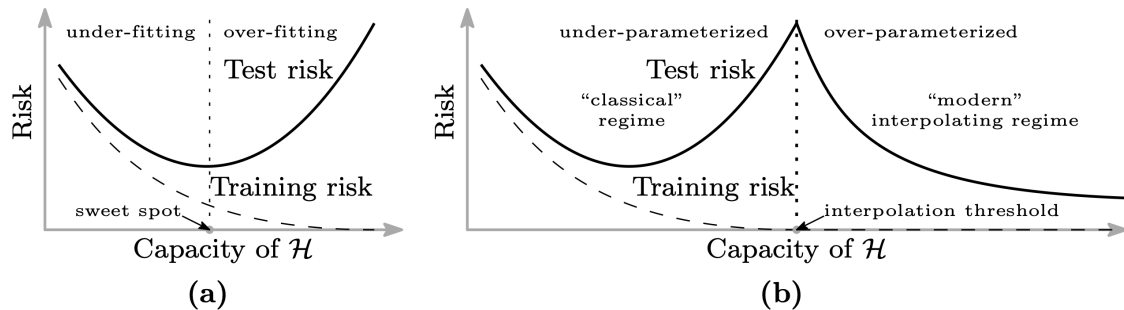 under-fitting
over-fitting
Test risk
Risk
Training risk
sweet spot
Capacity of ℋ
(a)
under-parameterized
over-parameterized
Test risk
“classical”
regime
“modern”
interpolating regime
Risk
Training risk
interpolation threshold
Capacity of ℋ
(b)